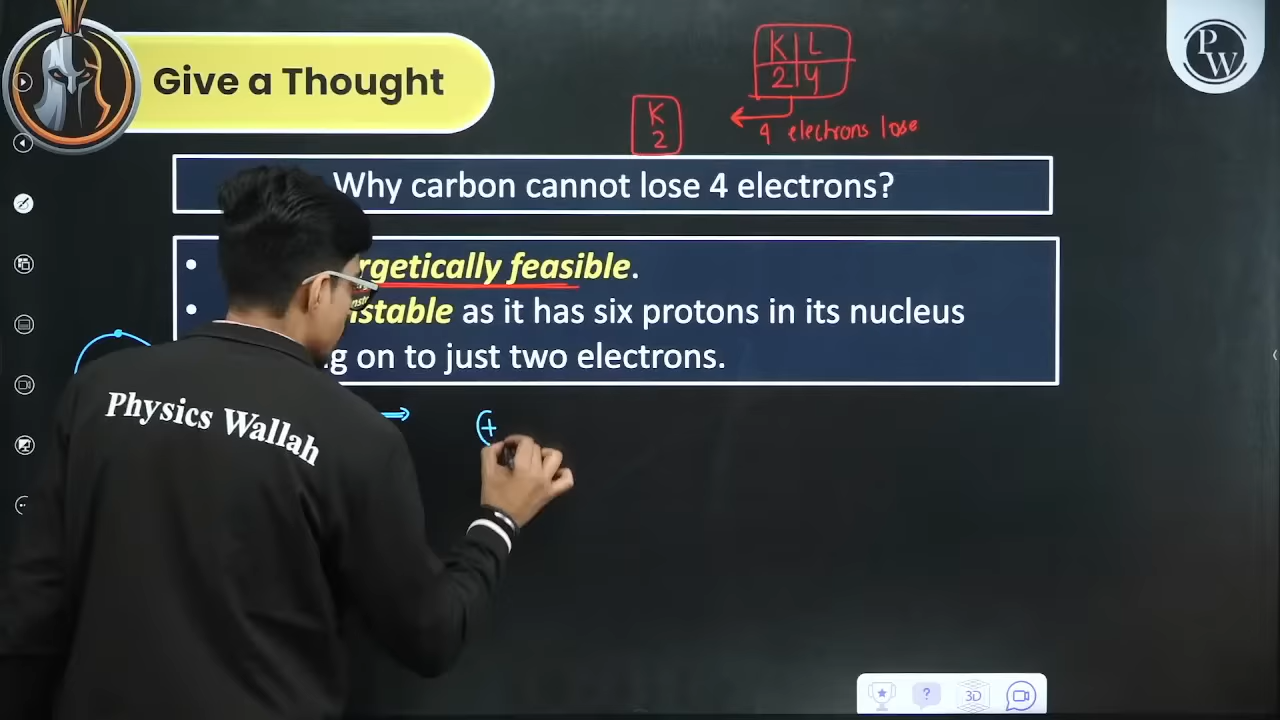 Give a Thought
K L
2 4
K
2
4 electrons lose
PW
Why carbon cannot lose 4 electrons?
rgetically feasible.
stable as it has six protons in its nucleus
g on to just two electrons.
Physics Wallah
+
?
3D